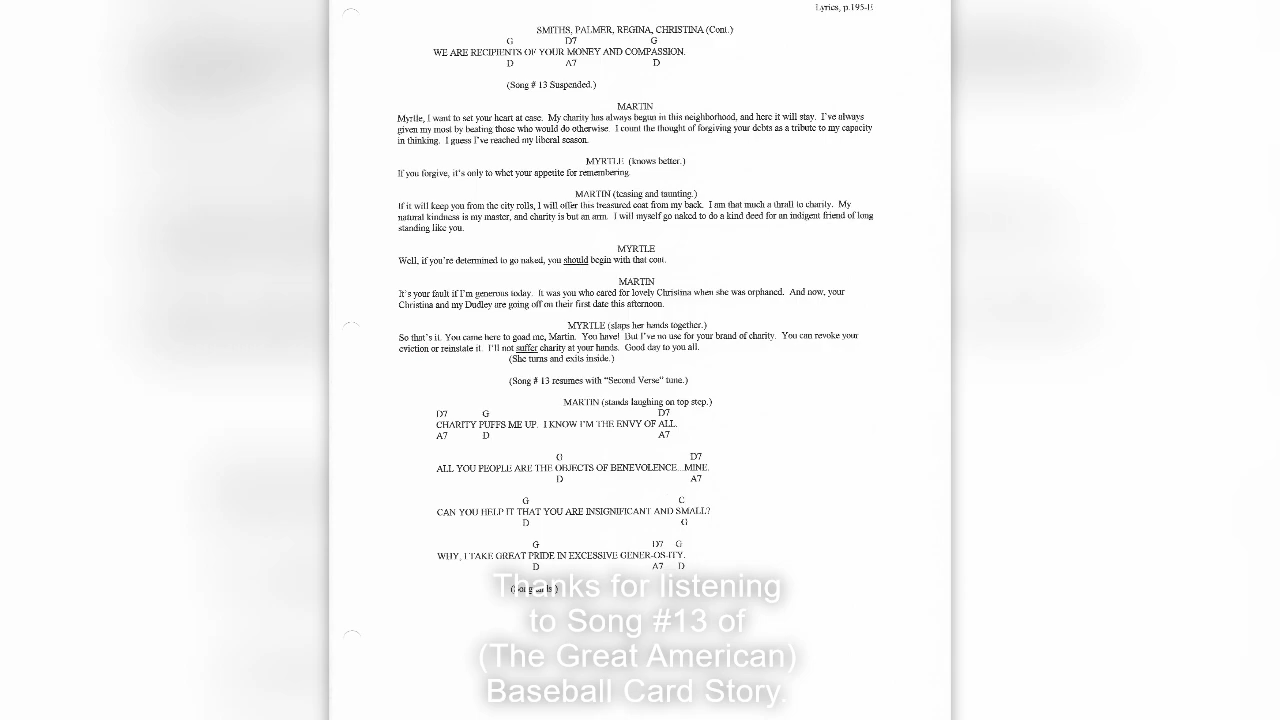 Lyrics, p.195-E
SMITHS, PALMER, REGINA, CHRISTINA (Cont.)
G D7 G
WE ARE RECIPIENTS OF YOUR MONEY AND COMPASSION.
D A7 D
(Song # 13 Suspended.)
MARTIN
Myrtle, I want to set your heart at ease. My charity has always begun in this neighborhood, and here it will stay. I've always
given my most by besting those who would do otherwise. I count the thought of forgiving your debts as a tribute to my capacity
in thinking. I guess I've reached my liberal season.
MYRTLE (knows better.)
If you forgive, it's only to whet your appetite for remembering.
MARTIN (teasing and taunting.)
If it will keep you from the city rolls, I will offer this treasured coat from my back. I am that much a thrall to charity. My
natural kindness is my master, and charity is but an arm. I will myself go naked to do a kind deed for an indigent friend of long
standing like you.
MYRTLE
Well, if you're determined to go naked, you should begin with that coat.
MARTIN
It's your fault if I'm generous today. It was you who cared for lovely Christina when she was orphaned. And now, your
Christina and my Dudley are going off on their first date this afternoon.
MYRTLE (slaps her hands together.)
So that's it. You came here to goad me, Martin. You have! But I've no use for your brand of charity. You can revoke your
eviction or reinstate it. I'll not suffer charity at your hands. Good day to you all.
(She turns and exits inside.)
(Song # 13 resumes with "Second Verse" tune.)
MARTIN (stands laughing on top step.)
D7 G D7
CHARITY PUFFS ME UP. I KNOW I'M THE ENVY OF ALL.
A7 D A7
G D7
ALL YOU PEOPLE ARE THE OBJECTS OF BENEVOLENCE...MINE.
D A7
G C
CAN YOU HELP IT THAT YOU ARE INSIGNIFICANT AND SMALL?
D G
G D7 G
WHY, I TAKE GREAT PRIDE IN EXCESSIVE GENER-OS-ITY.
D A7 D
Thanks for listening
to Song #13 of
(The Great American)
Baseball Card Story.